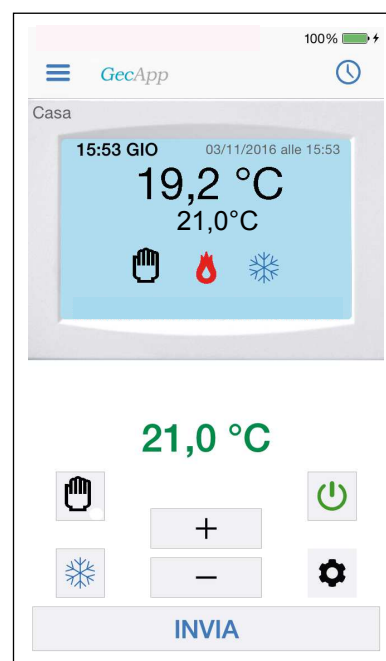 100%
GecApp
Casa
15:53 GIO 03/11/2016 alle 15:53
19,2 °C
21,0°C
21,0 °C
+
−
INVIA